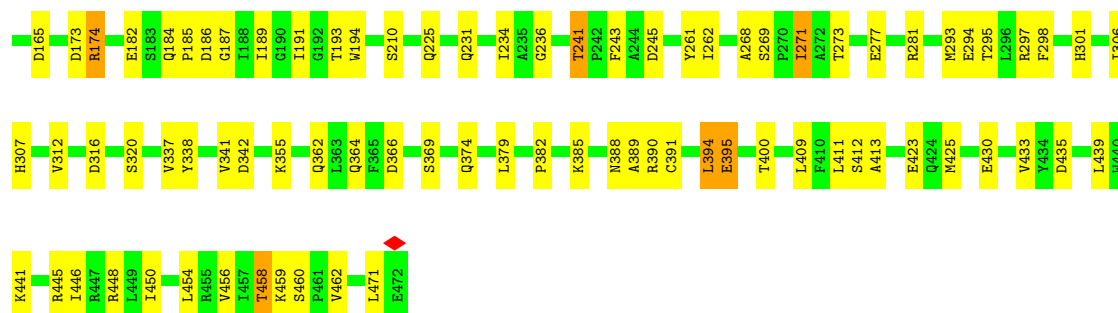 D165 D173 R174 E182 S183 Q184 P185 D186 G187 I188 I189 G190 I191 G192 T193 W194 S210 Q225 Q231 I234 A235 G236 T241 P242 F243 A244 D245 Y261 I262 A268 S269 P270 I271 A272 T273 E277 R281 M293 E294 T295 L296 R297 F298 H301 I306
H307 V312 D316 S320 V337 Y338 V341 D342 K355 Q362 L363 Q364 F365 D366 S369 Q374 L379 P382 K385 N388 A389 R390 C391 L394 E395 T400 L409 F410 L411 S412 A413 E423 Q424 M425 E430 V433 Y434 D435 L439 W440
K441 R445 I446 R447 R448 L449 I450 L454 R455 V456 I457 T458 K459 S460 P461 V462 L471 E472